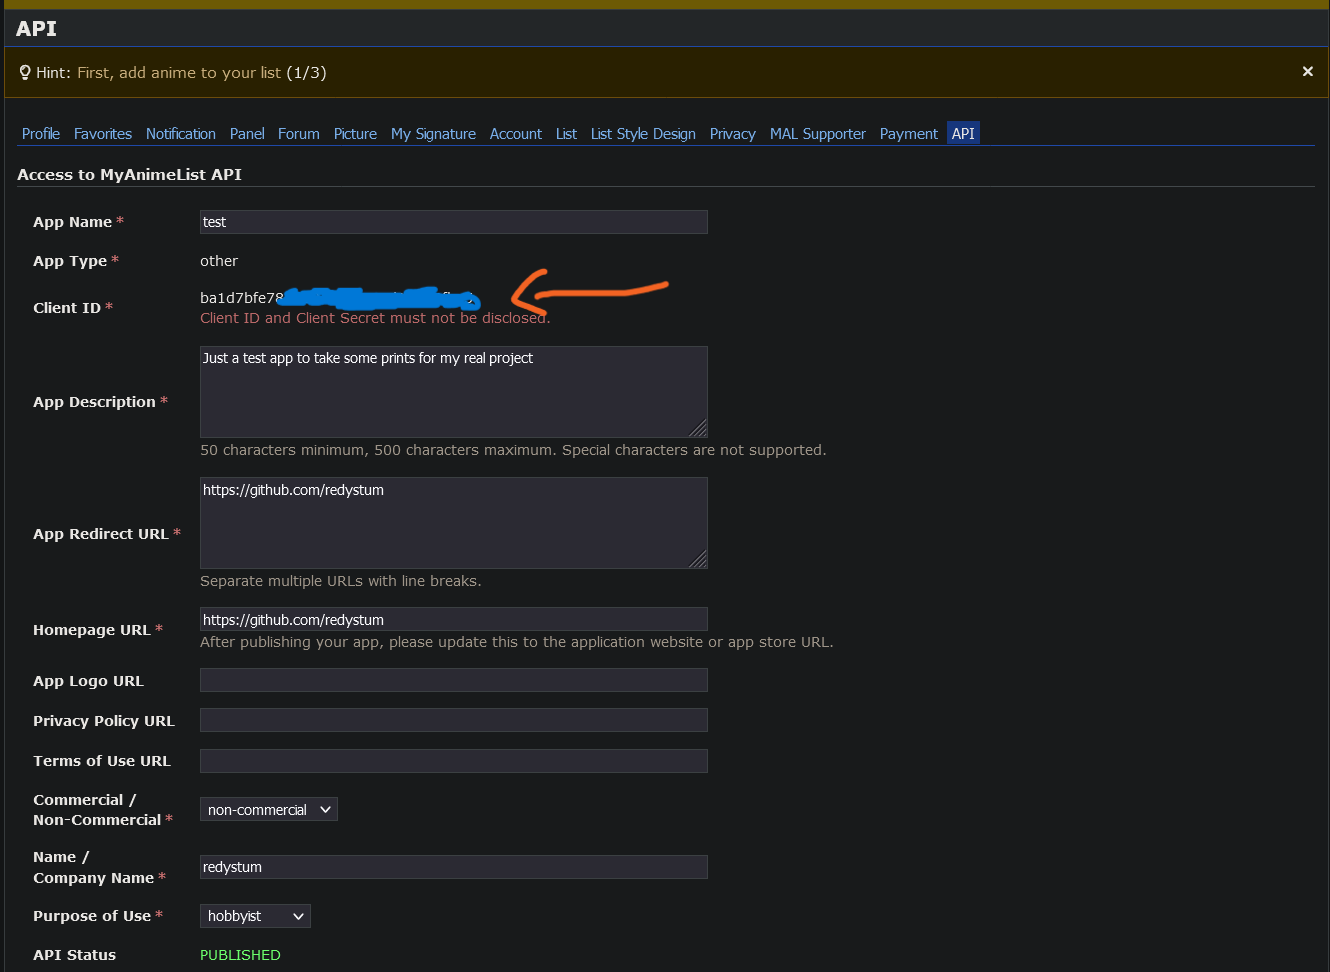 API
Hint: First, add anime to your list (1/3)
Profile Favorites Notification Panel Forum Picture My Signature Account List List Style Design Privacy MAL Supporter Payment API
Access to MyAnimeList API
App Name *
test
App Type *
other
Client ID *
ba1d7bfe78
Client ID and Client Secret must not be disclosed.
App Description *
Just a test app to take some prints for my real project
50 characters minimum, 500 characters maximum. Special characters are not supported.
App Redirect URL *
https://github.com/redystum
Separate multiple URLs with line breaks.
Homepage URL *
https://github.com/redystum
After publishing your app, please update this to the application website or app store URL.
App Logo URL
Privacy Policy URL
Terms of Use URL
Commercial /
Non-Commercial *
non-commercial
Name /
Company Name *
redystum
Purpose of Use *
hobbyist
API Status
PUBLISHED